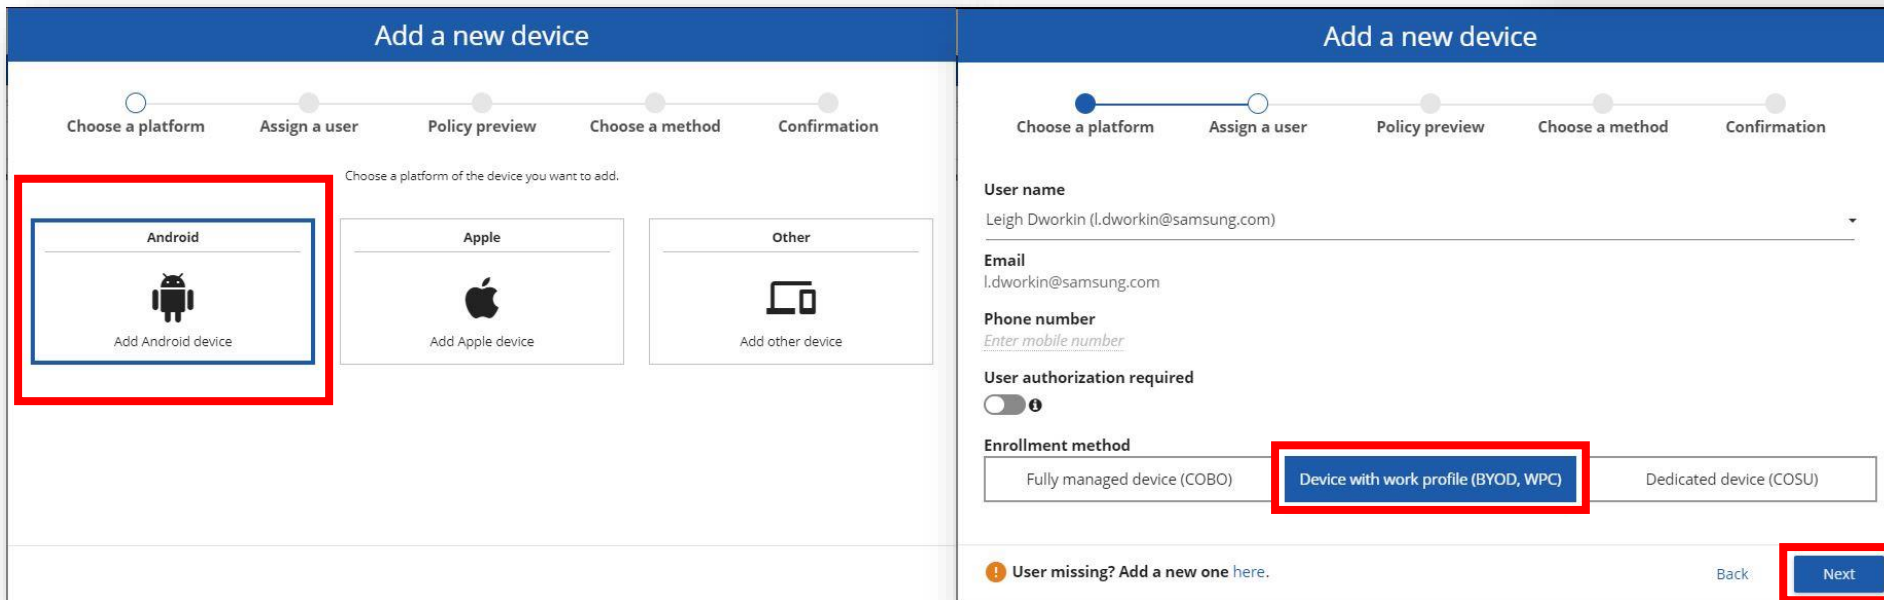 Add a new device
Choose a platform
Assign a user
Policy preview
Choose a method
Confirmation
Choose a platform of the device you want to add.
Android
Add Android device
Apple
Add Apple device
Other
Add other device
Add a new device
Choose a platform
Assign a user
Policy preview
Choose a method
Confirmation
User name
Leigh Dworkin (l.dworkin@samsung.com)
Email
l.dworkin@samsung.com
Phone number
Enter mobile number
User authorization required
Enrollment method
Fully managed device (COBO)
Device with work profile (BYOD, WPC)
Dedicated device (COSU)
User missing? Add a new one here.
Back
Next